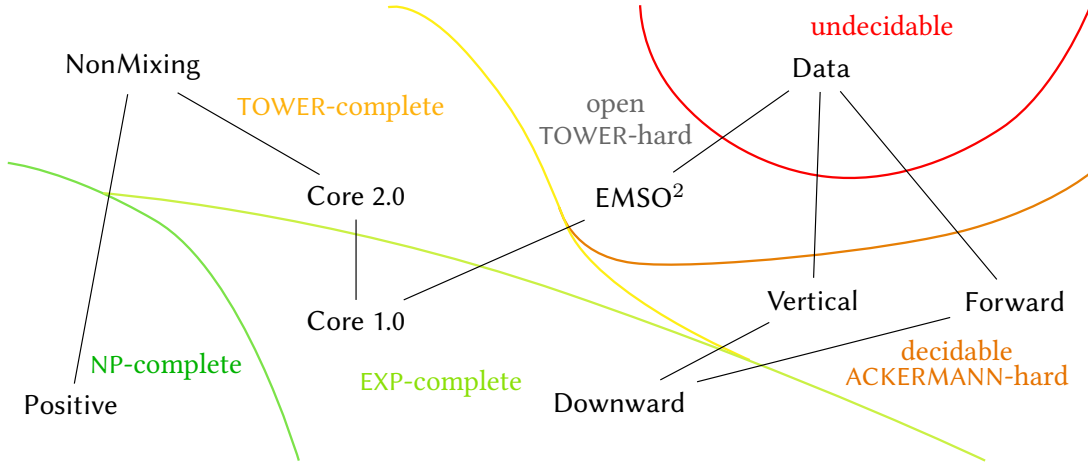 undecidable
NonMixing
Data
TOWER-complete
open
TOWER-hard
Core 2.0
EMSO²
Vertical
Forward
Core 1.0
decidable
ACKERMANN-hard
NP-complete
EXP-complete
Positive
Downward